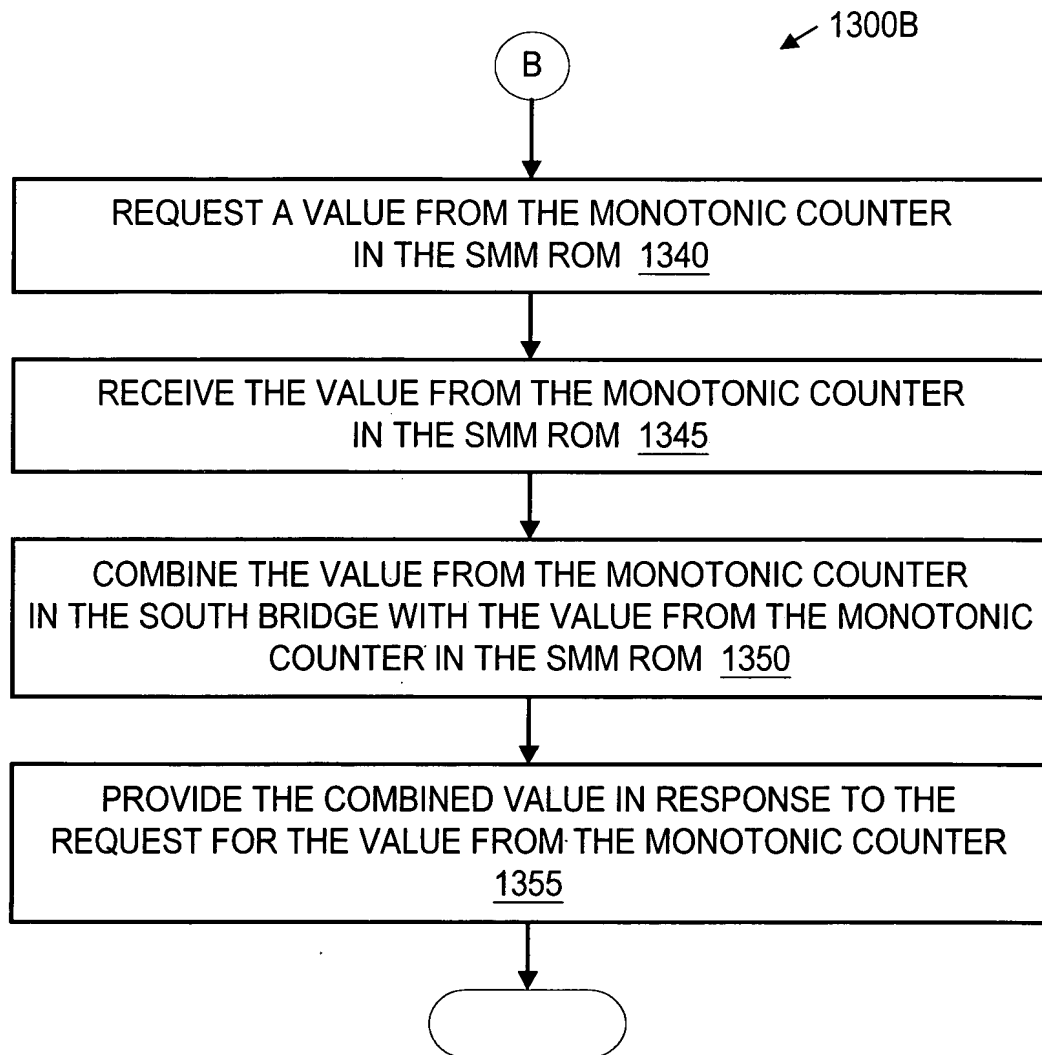 1300B
B
REQUEST A VALUE FROM THE MONOTONIC COUNTER
IN THE SMM ROM 1340
RECEIVE THE VALUE FROM THE MONOTONIC COUNTER
IN THE SMM ROM 1345
COMBINE THE VALUE FROM THE MONOTONIC COUNTER
IN THE SOUTH BRIDGE WITH THE VALUE FROM THE MONOTONIC
COUNTER IN THE SMM ROM 1350
PROVIDE THE COMBINED VALUE IN RESPONSE TO THE
REQUEST FOR THE VALUE FROM THE MONOTONIC COUNTER
1355